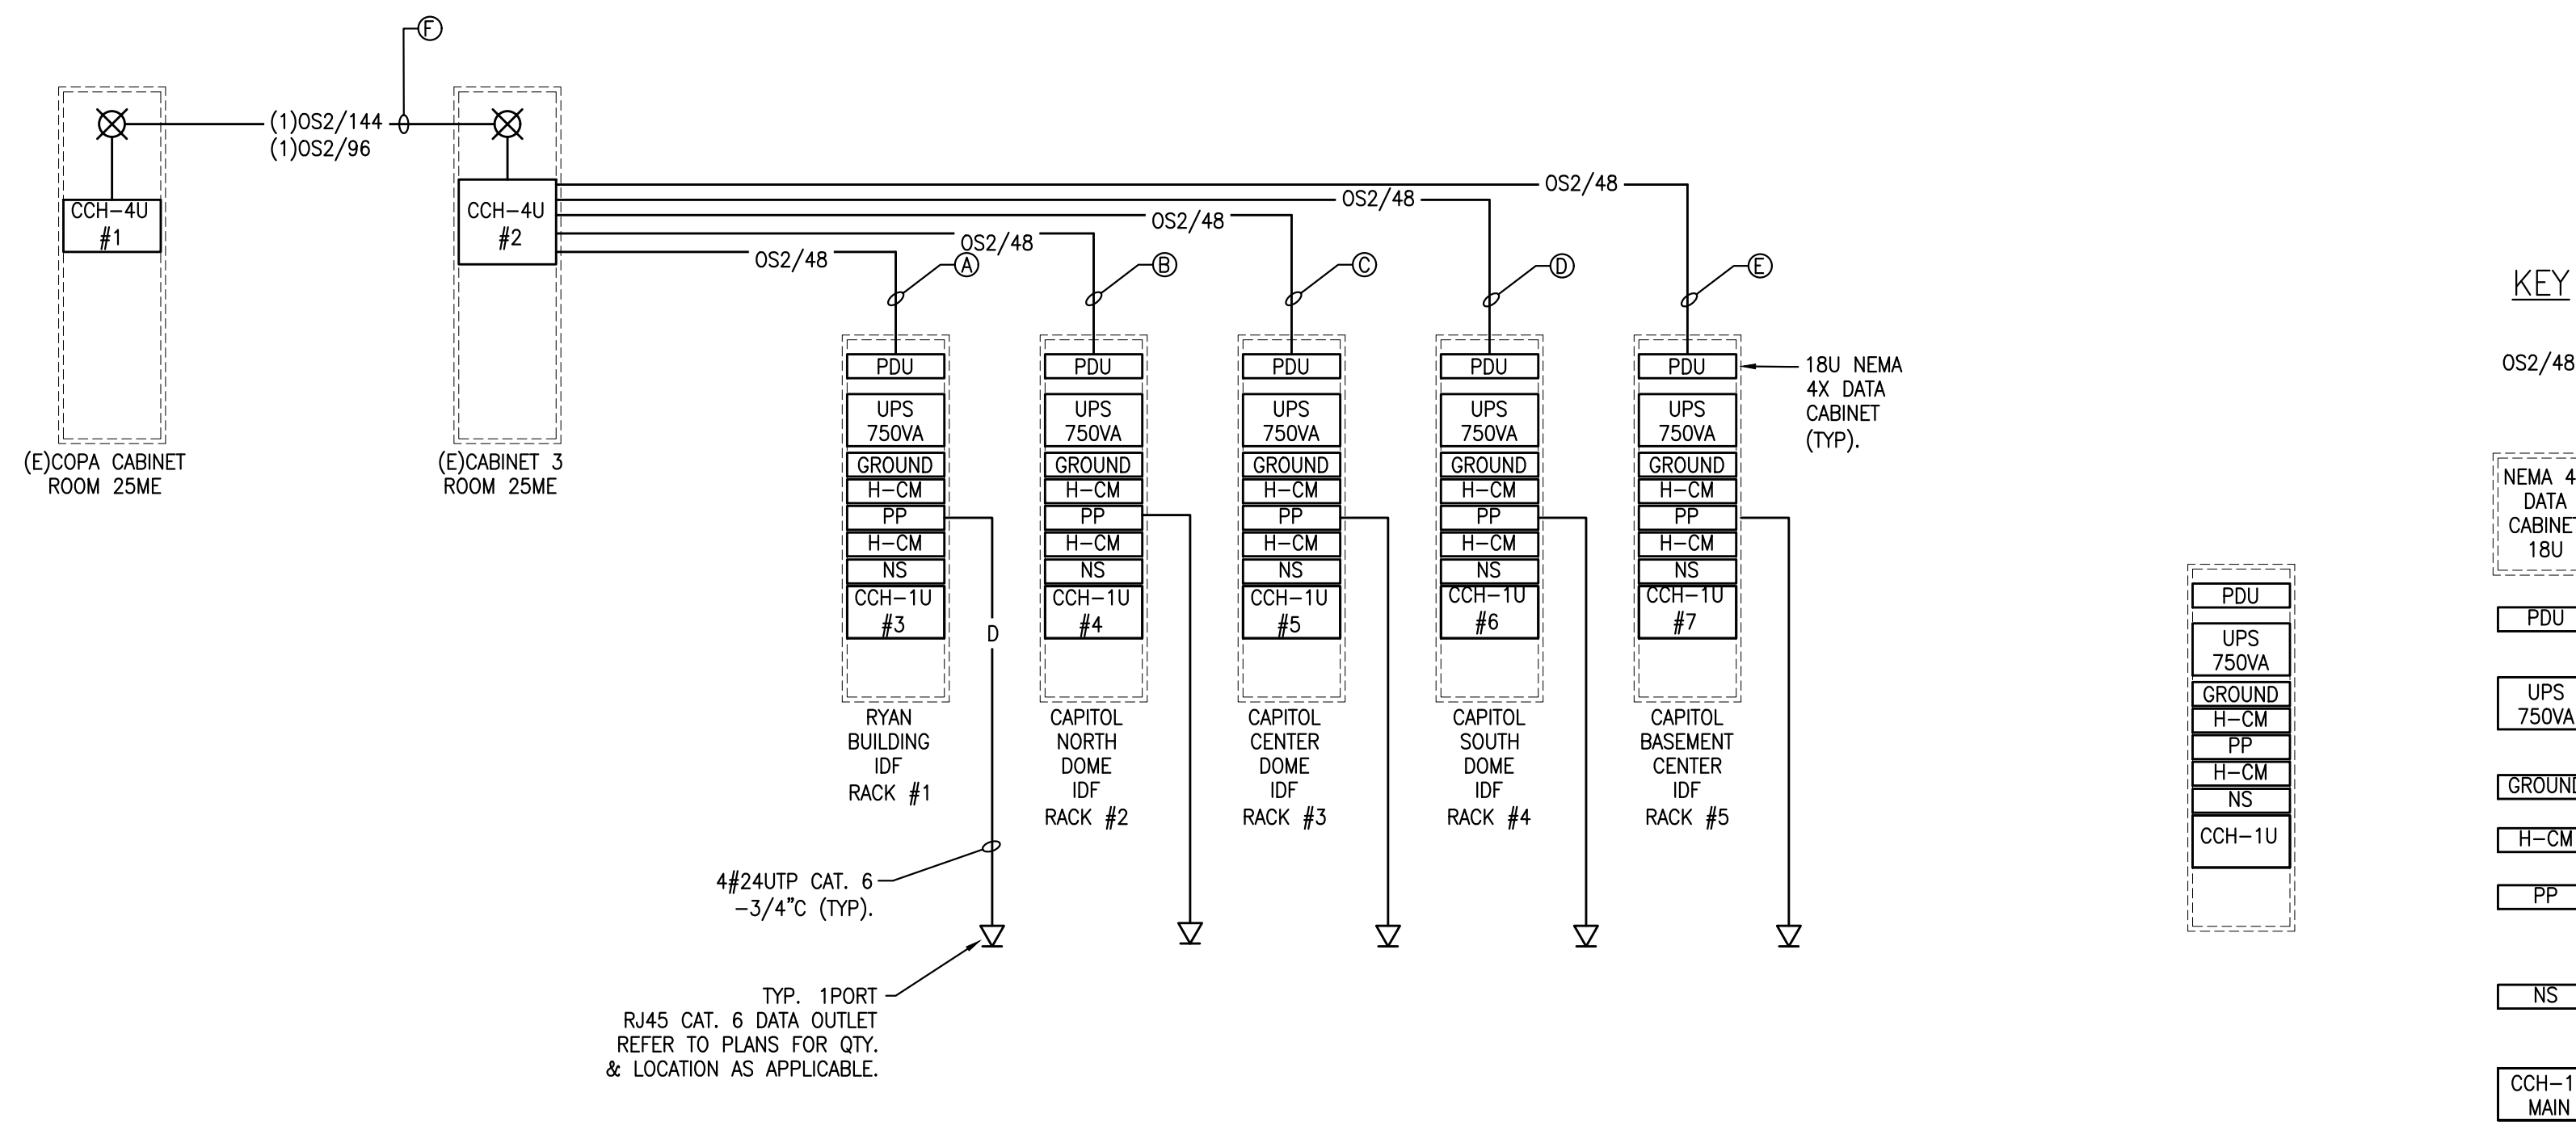 F
(1)OS2/144
(1)OS2/96
CCH-4U
#1
(E)COPA CABINET
ROOM 25ME
CCH-4U
#2
(E)CABINET 3
ROOM 25ME
OS2/48
OS2/48
OS2/48
OS2/48
OS2/48
A
B
C
D
E
PDU
UPS
750VA
GROUND
H-CM
PP
H-CM
NS
CCH-1U
#3
RYAN
BUILDING
IDF
RACK #1
PDU
UPS
750VA
GROUND
H-CM
PP
H-CM
NS
CCH-1U
#4
CAPITOL
NORTH
DOME
IDF
RACK #2
PDU
UPS
750VA
GROUND
H-CM
PP
H-CM
NS
CCH-1U
#5
CAPITOL
CENTER
DOME
IDF
RACK #3
PDU
UPS
750VA
GROUND
H-CM
PP
H-CM
NS
CCH-1U
#6
CAPITOL
SOUTH
DOME
IDF
RACK #4
PDU
UPS
750VA
GROUND
H-CM
PP
H-CM
NS
CCH-1U
#7
CAPITOL
BASEMENT
CENTER
IDF
RACK #5
18U NEMA
4X DATA
CABINET
(TYP).
D
4#24UTP CAT. 6
-3/4"C (TYP).
TYP. 1PORT
RJ45 CAT. 6 DATA OUTLET
REFER TO PLANS FOR QTY.
& LOCATION AS APPLICABLE.
PDU
UPS
750VA
GROUND
H-CM
PP
H-CM
NS
CCH-1U
KEY
OS2/48
NEMA 4
DATA
CABINET
18U
PDU
UPS
750VA
GROUND
H-CM
PP
NS
CCH-1
MAIN